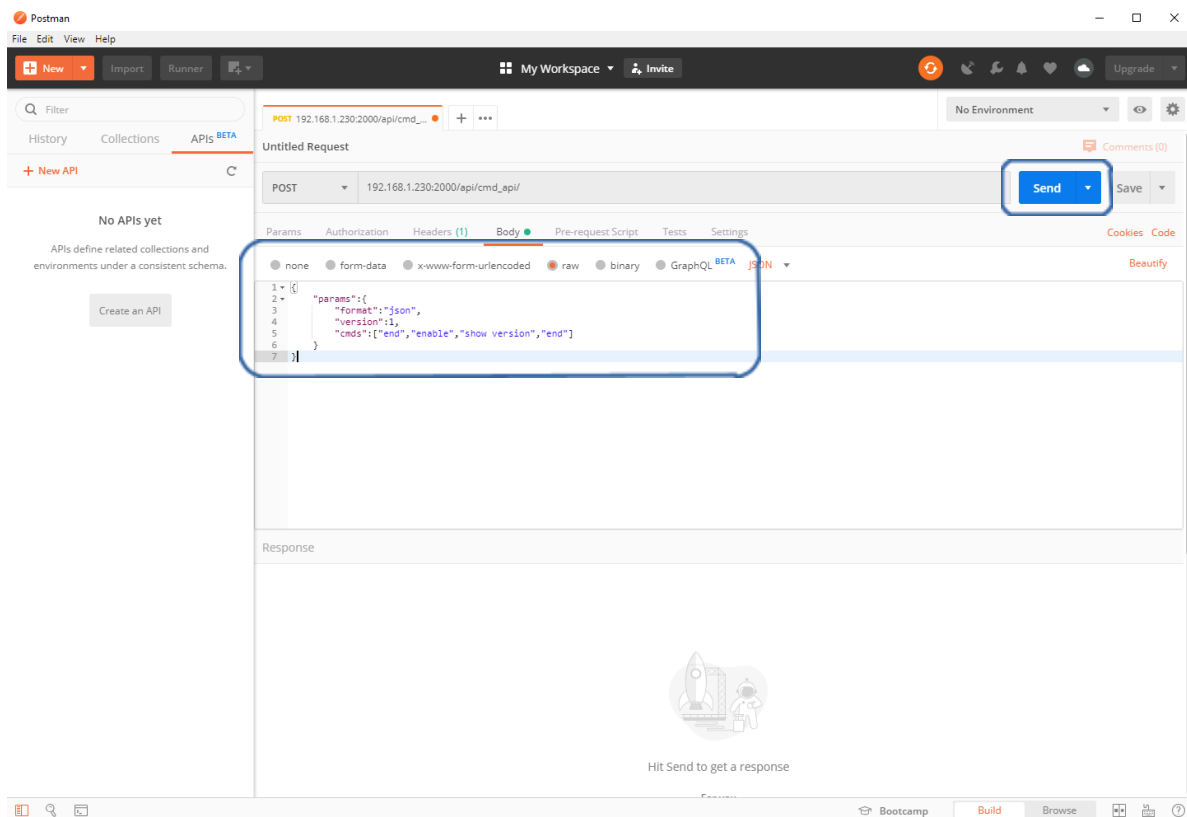 Postman
File Edit View Help
New Import Runner My Workspace Invite Upgrade
Filter
History Collections APIs BETA
+ New API
No APIs yet
APIs define related collections and
environments under a consistent schema.
Create an API
POST 192.168.1.230:2000/api/cmd_... + •••
No Environment
Untitled Request
Comments (0)
POST 192.168.1.230:2000/api/cmd_api/ Send Save
Params Authorization Headers (1) Body Pre-request Script Tests Settings Cookies Code
none form-data x-www-form-urlencoded raw binary GraphQL BETA JSON Beautify
1 {
2 "params":{
3 "format":"json",
4 "version":1,
5 "cmds":["end","enable","show version","end"]
6 }
7 }
Response
Hit Send to get a response
Bootcamp Build Browse